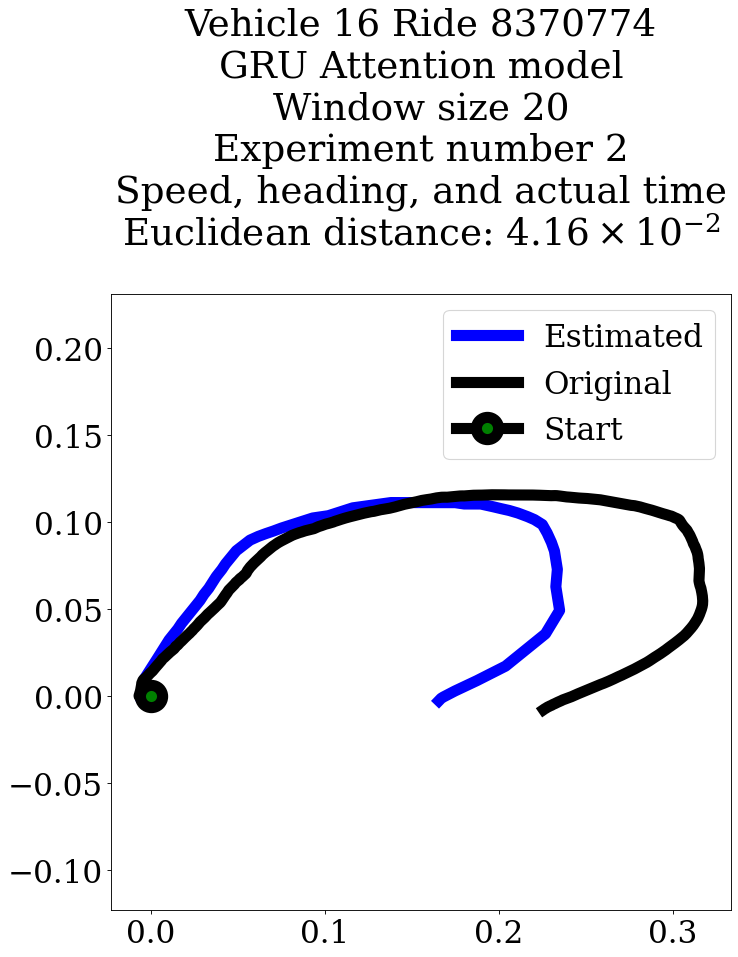 Vehicle 16 Ride 8370774
GRU Attention model
Window size 20
Experiment number 2
Speed, heading, and actual time
Euclidean distance: 4.16 × 10⁻²
Estimated
Original
Start
0.20
0.15
0.10
0.05
0.00
−0.05
−0.10
0.0 0.1 0.2 0.3